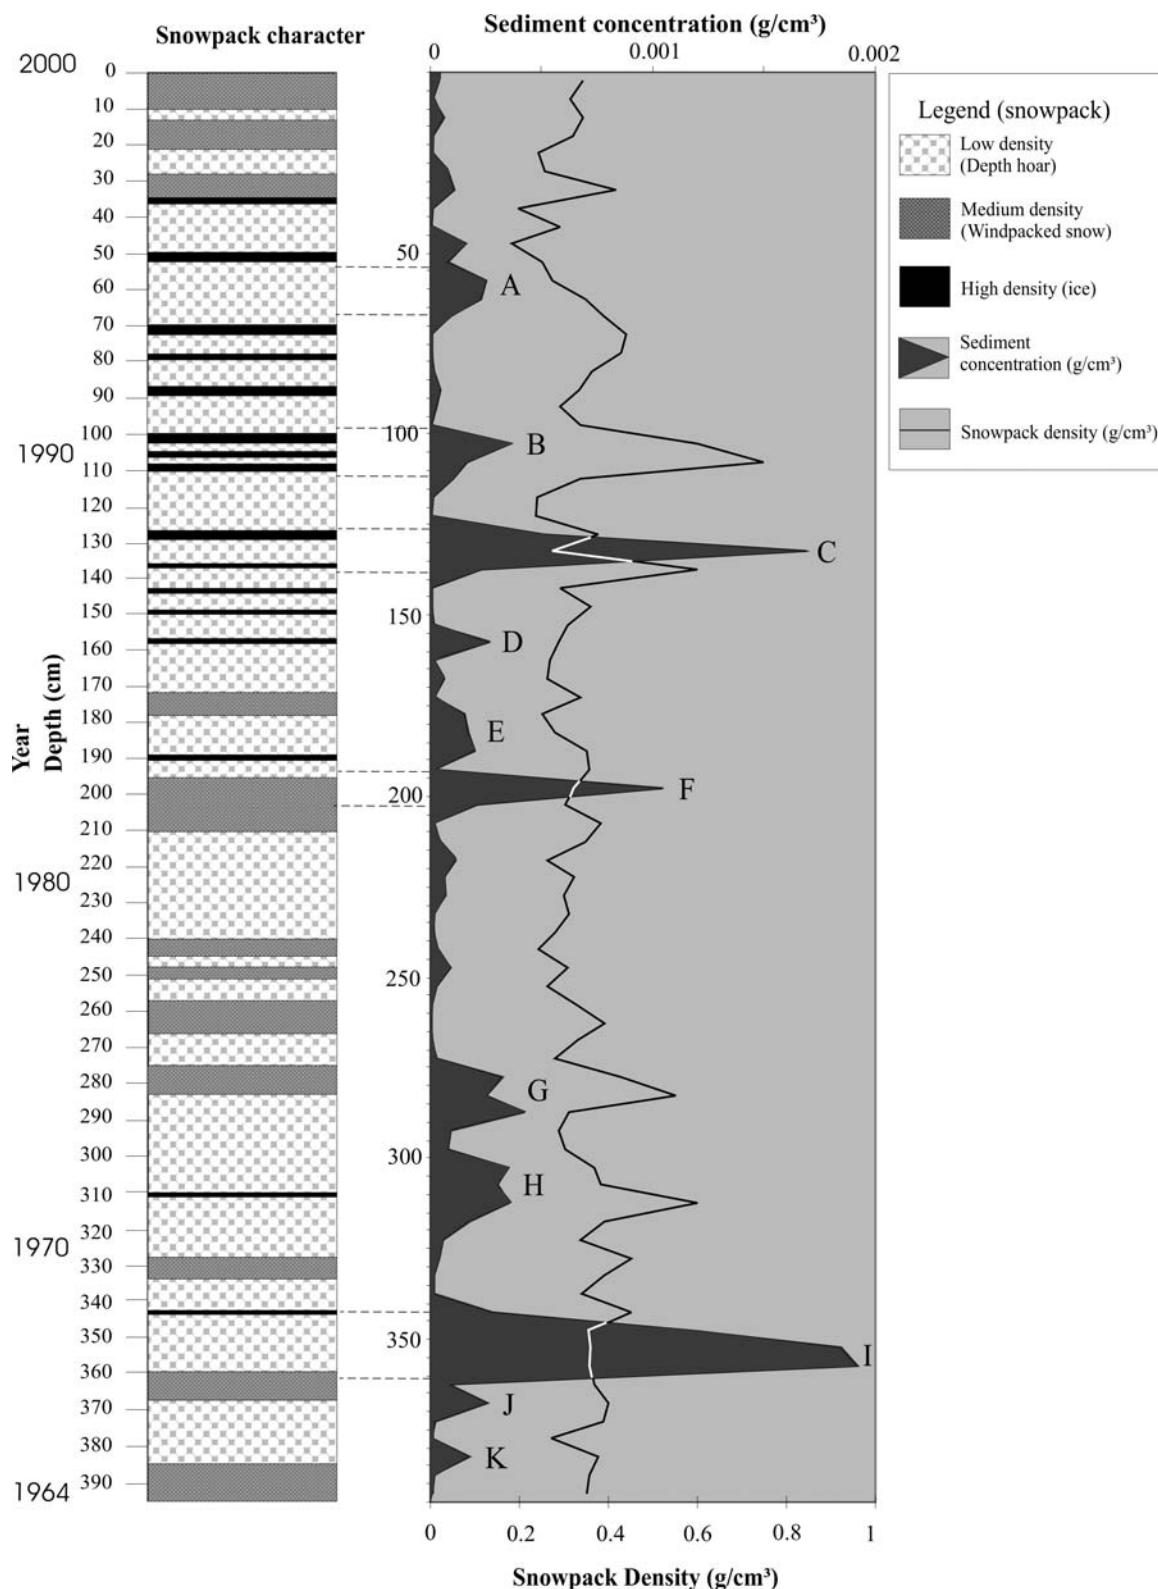 Sediment concentration (g/cm³)
Snowpack character
0 0.001 0.002
2000
0
10
20
30
40
50
60
70
80
90
100
110
120
130
140
150
160
170
180
190
200
210
220
230
240
250
260
270
280
290
300
310
320
330
340
350
360
370
380
390
1990
1980
1970
1964
Year
Depth (cm)
50
100
150
200
250
300
350
A
B
C
D
E
F
G
H
I
J
K
0 0.2 0.4 0.6 0.8 1
Snowpack Density (g/cm³)
Legend (snowpack)
Low density
(Depth hoar)
Medium density
(Windpacked snow)
High density (ice)
Sediment
concentration (g/cm³)
Snowpack density (g/cm³)